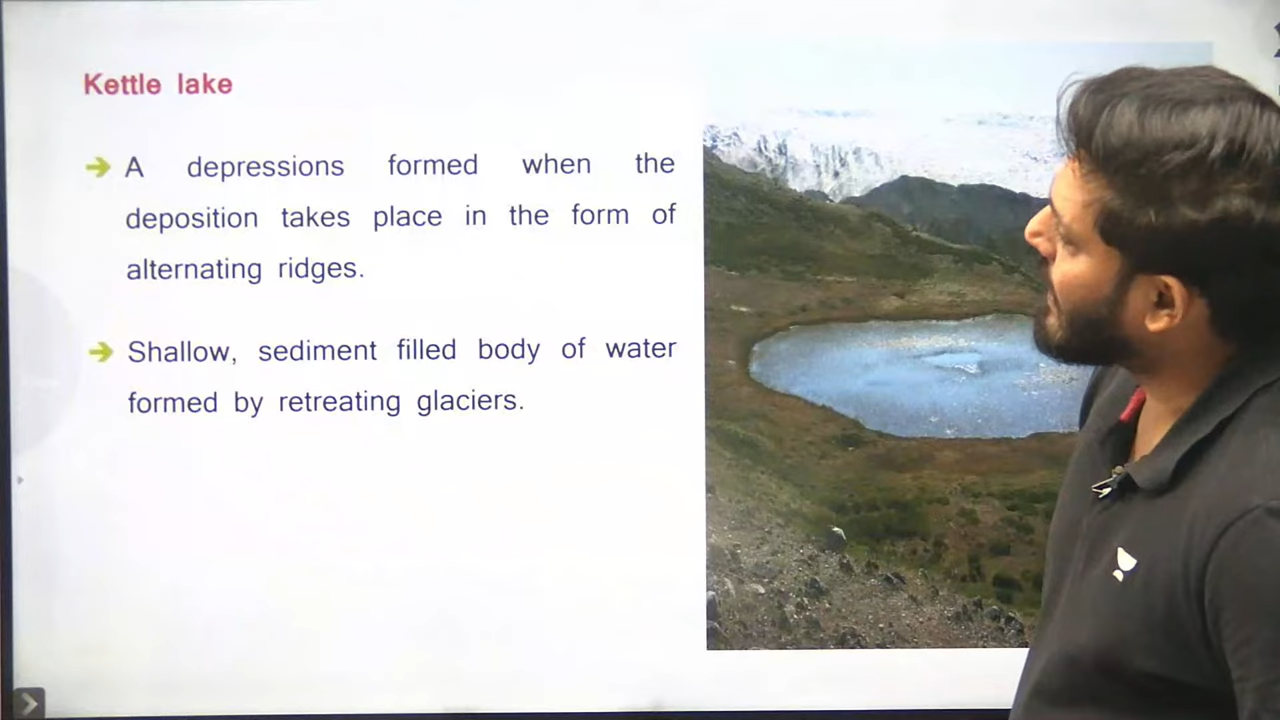 Kettle lake
A depressions formed when the
deposition takes place in the form of
alternating ridges.
Shallow, sediment filled body of water
formed by retreating glaciers.